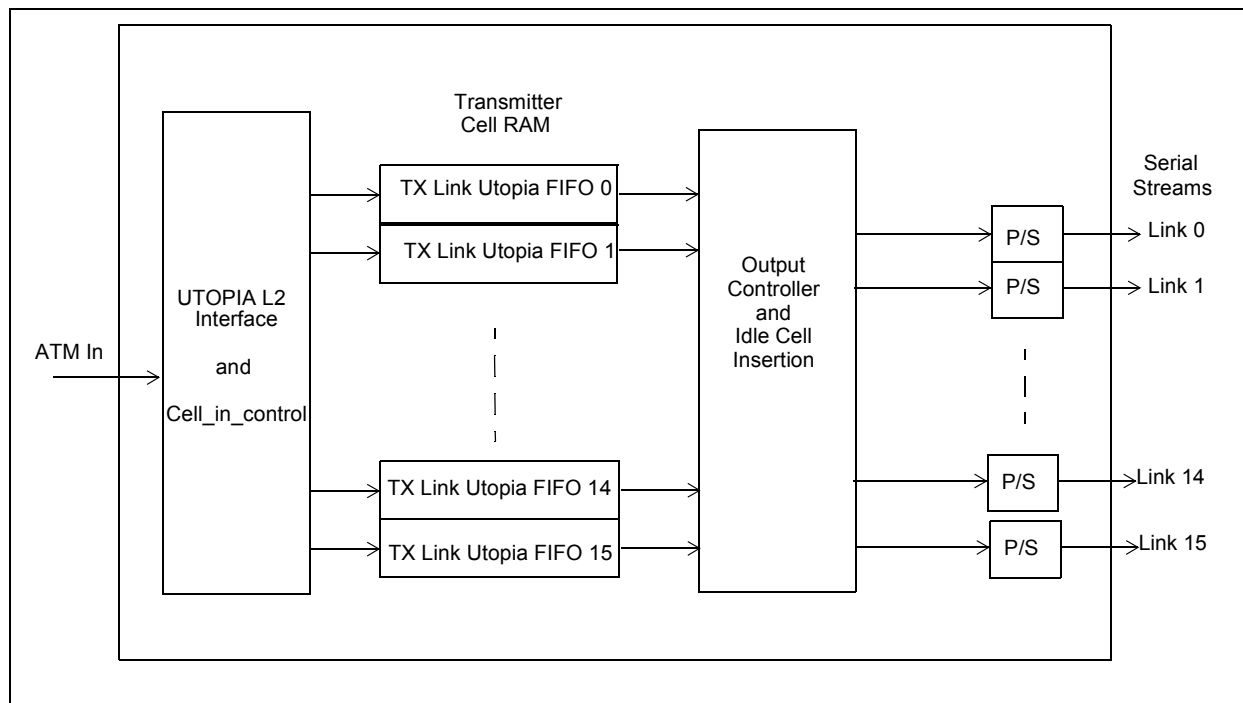 Transmitter
Cell RAM
Serial
Streams
TX Link Utopia FIFO 0
TX Link Utopia FIFO 1
P/S
Link 0
P/S
Link 1
UTOPIA L2
Interface
and
Cell_in_control
Output
Controller
and
Idle Cell
Insertion
ATM In
TX Link Utopia FIFO 14
TX Link Utopia FIFO 15
P/S
Link 14
P/S
Link 15